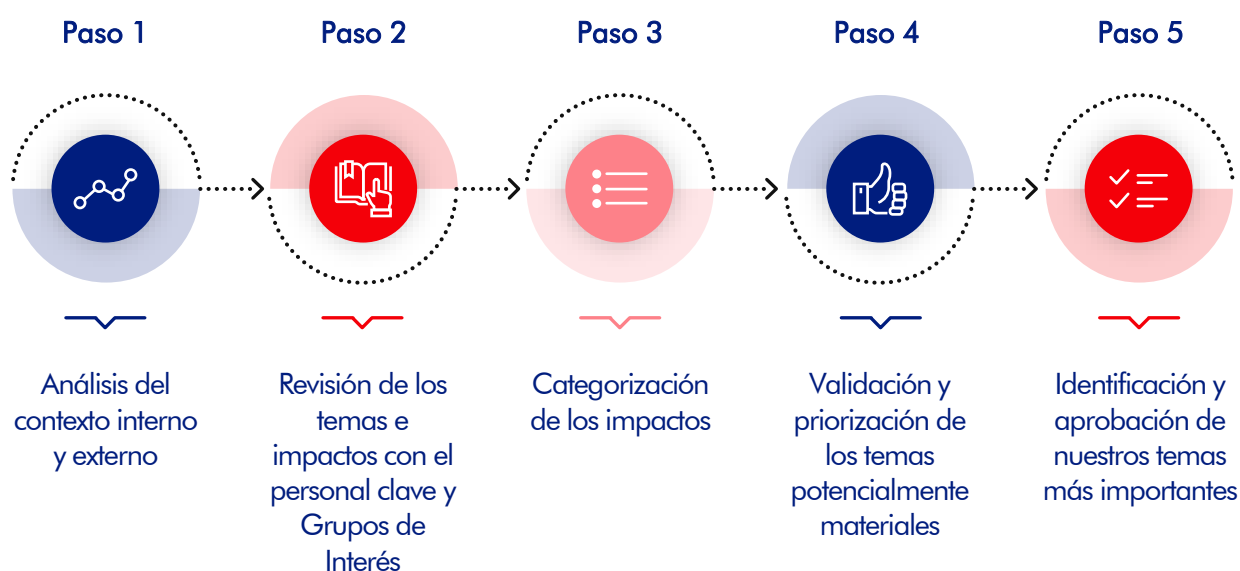 Paso 1
Análisis del
contexto interno
y externo
Paso 2
Revisión de los
temas e
impactos con el
personal clave y
Grupos de
Interés
Paso 3
Categorización
de los impactos
Paso 4
Validación y
priorización de
los temas
potencialmente
materiales
Paso 5
Identificación y
aprobación de
nuestros temas
más importantes